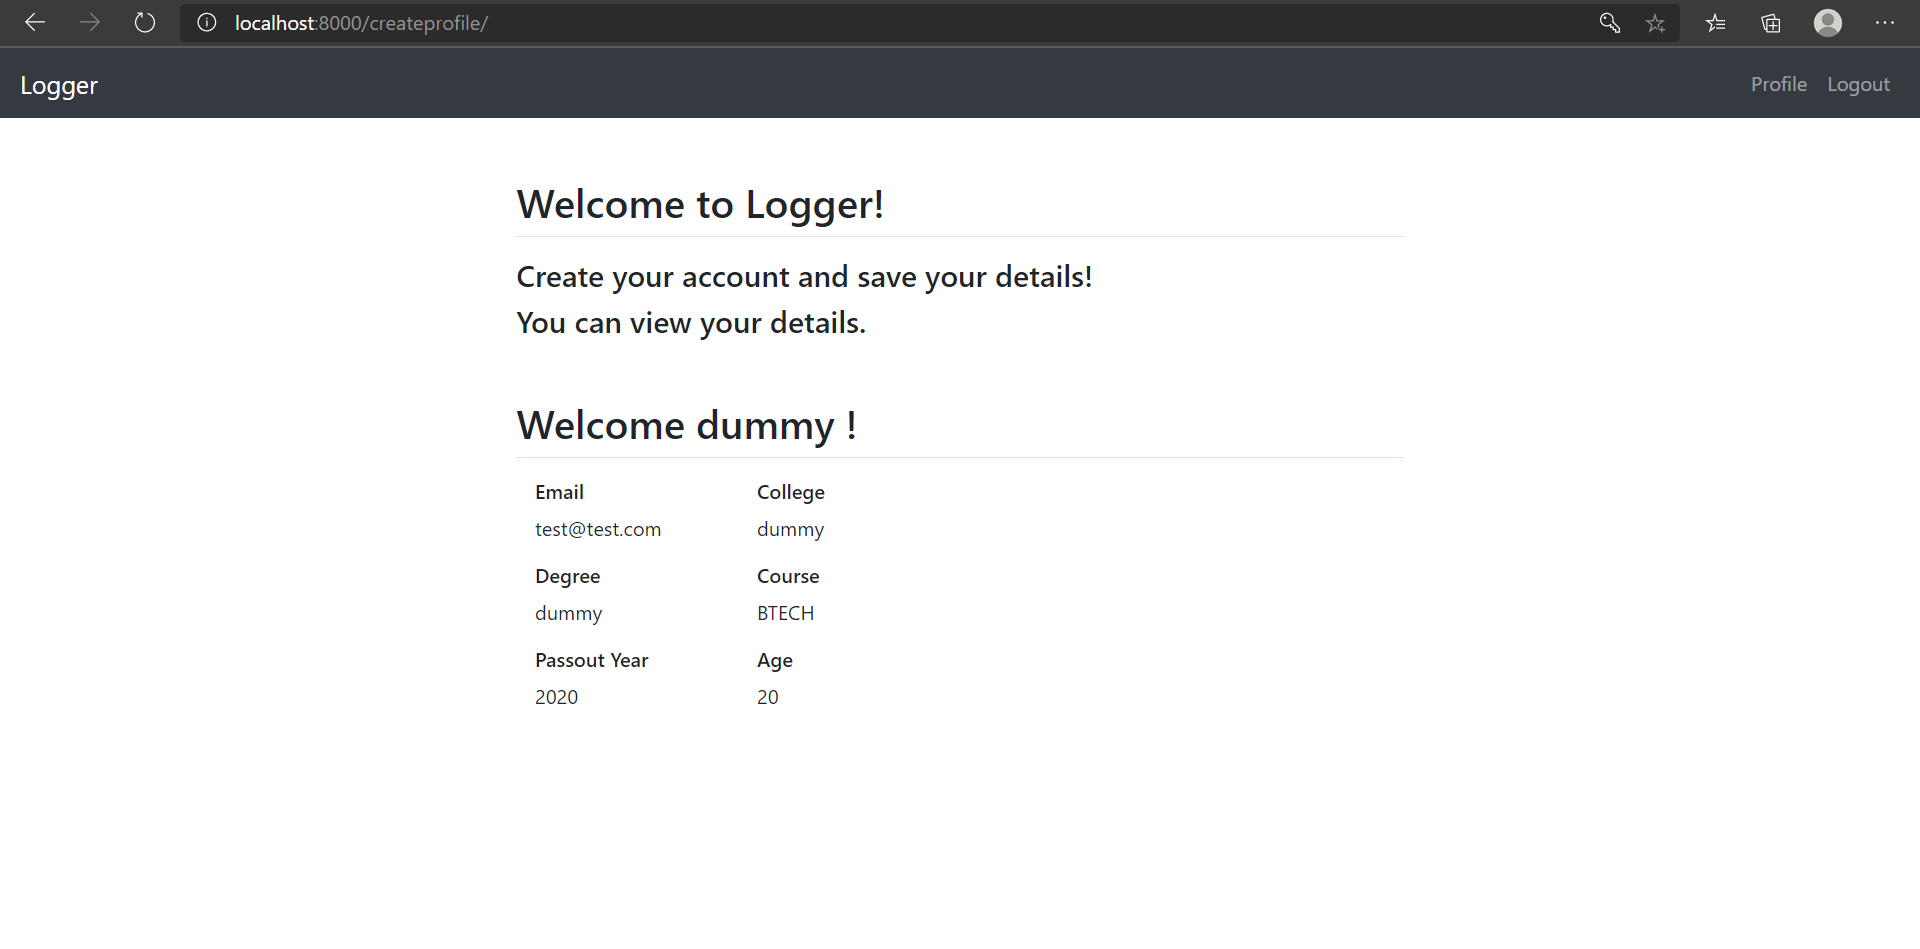 localhost:8000/createprofile/
Logger
Profile Logout
Welcome to Logger!
Create your account and save your details!
You can view your details.
Welcome dummy !
Email College
test@test.com dummy
Degree Course
dummy BTECH
Passout Year Age
2020 20